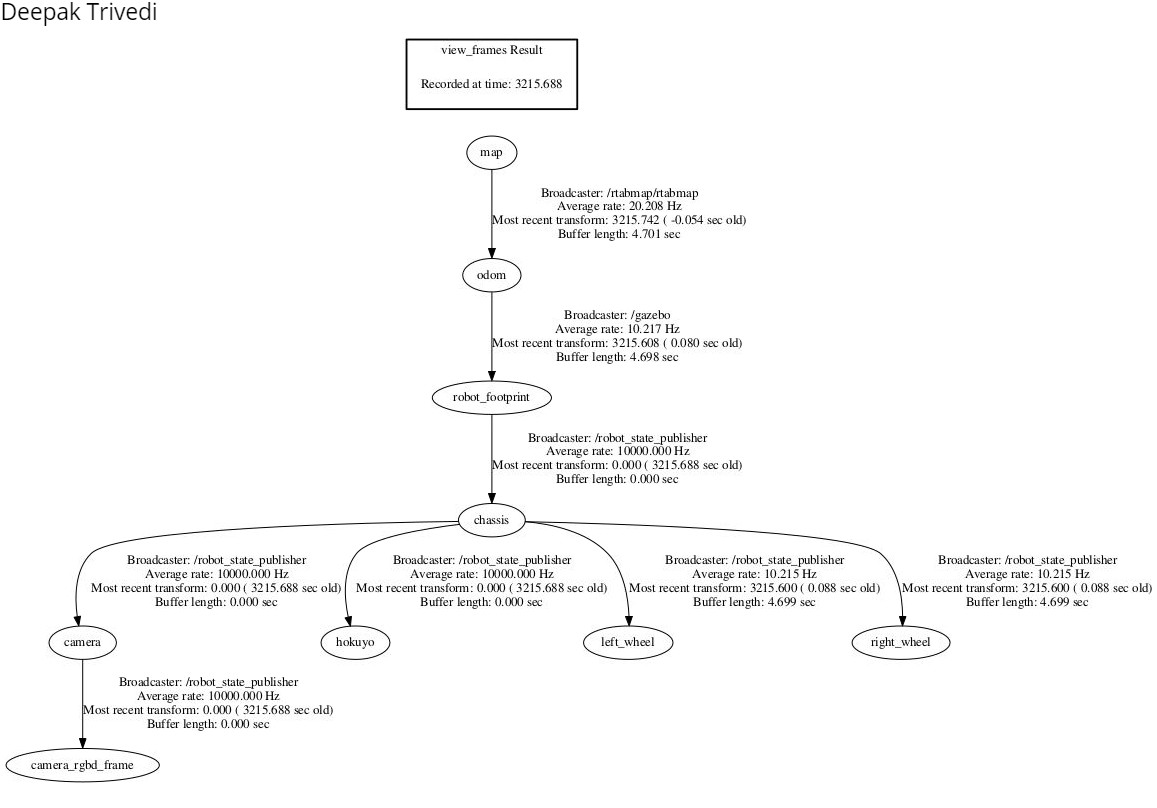 Deepak Trivedi
view_frames Result
Recorded at time: 3215.688
map
Broadcaster: /rtabmap/rtabmap
Average rate: 20.208 Hz
Most recent transform: 3215.742 ( -0.054 sec old)
Buffer length: 4.701 sec
odom
Broadcaster: /gazebo
Average rate: 10.217 Hz
Most recent transform: 3215.608 ( 0.080 sec old)
Buffer length: 4.698 sec
robot_footprint
Broadcaster: /robot_state_publisher
Average rate: 10000.000 Hz
Most recent transform: 0.000 ( 3215.688 sec old)
Buffer length: 0.000 sec
chassis
Broadcaster: /robot_state_publisher
Average rate: 10000.000 Hz
Most recent transform: 0.000 ( 3215.688 sec old)
Buffer length: 0.000 sec
Broadcaster: /robot_state_publisher
Average rate: 10000.000 Hz
Most recent transform: 0.000 ( 3215.688 sec old)
Buffer length: 0.000 sec
Broadcaster: /robot_state_publisher
Average rate: 10.215 Hz
Most recent transform: 3215.600 ( 0.088 sec old)
Buffer length: 4.699 sec
Broadcaster: /robot_state_publisher
Average rate: 10.215 Hz
Most recent transform: 3215.600 ( 0.088 sec old)
Buffer length: 4.699 sec
camera
hokuyo
left_wheel
right_wheel
Broadcaster: /robot_state_publisher
Average rate: 10000.000 Hz
Most recent transform: 0.000 ( 3215.688 sec old)
Buffer length: 0.000 sec
camera_rgbd_frame